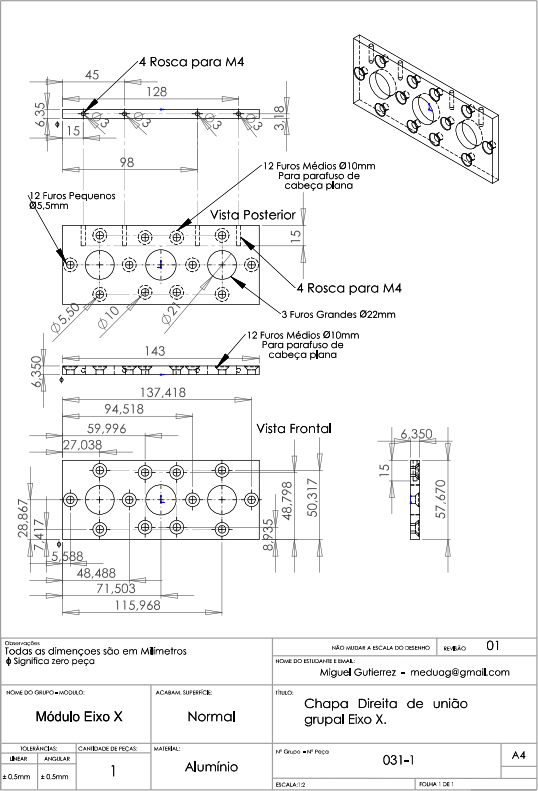 4 Rosca para M4
45
128
6,35
15
3
3
3
3
3,18
98
12 Furos Médios Ø10mm
Para parafuso de
cabeça plana
12 Furos Pequenos
Ø5,5mm
Vista Posterior
15
4 Rosca para M4
Ø5,50
Ø10
Ø21
3 Furos Grandes Ø22mm
12 Furos Médios Ø10mm
Para parafuso de
cabeça plana
143
6,350
137,418
94,518
59,996
27,038
Vista Frontal
6,350
15
57,670
28,867
7,417
8,935
48,798
50,317
5,588
48,488
71,503
115,968
Observações
Todas as dimençoes são em Milimetros
ϕ Significa zero peça
NÃO MUDAR A ESCALA DO DESENHO
REVISÃO
01
NOME DO ESTUDANTE E EMAIL:
Miguel Gutierrez - meduag@gmail.com
NOME DO GRUPO - MÓDULO:
Módulo Eixo X
ACABAM. SUPERFÍCIE:
Normal
TÍTULO:
Chapa Direita de união
grupal Eixo X.
TOLERÂNCIAS:
LINEAR
ANGULAR
± 0,5mm
± 0,5mm
CANTIDADE DE PEÇAS:
1
MATERIAL:
Alumínio
Nº Grupo - Nº Peça
031-1
A4
ESCALA:1:2
FOLHA 1 DE 1